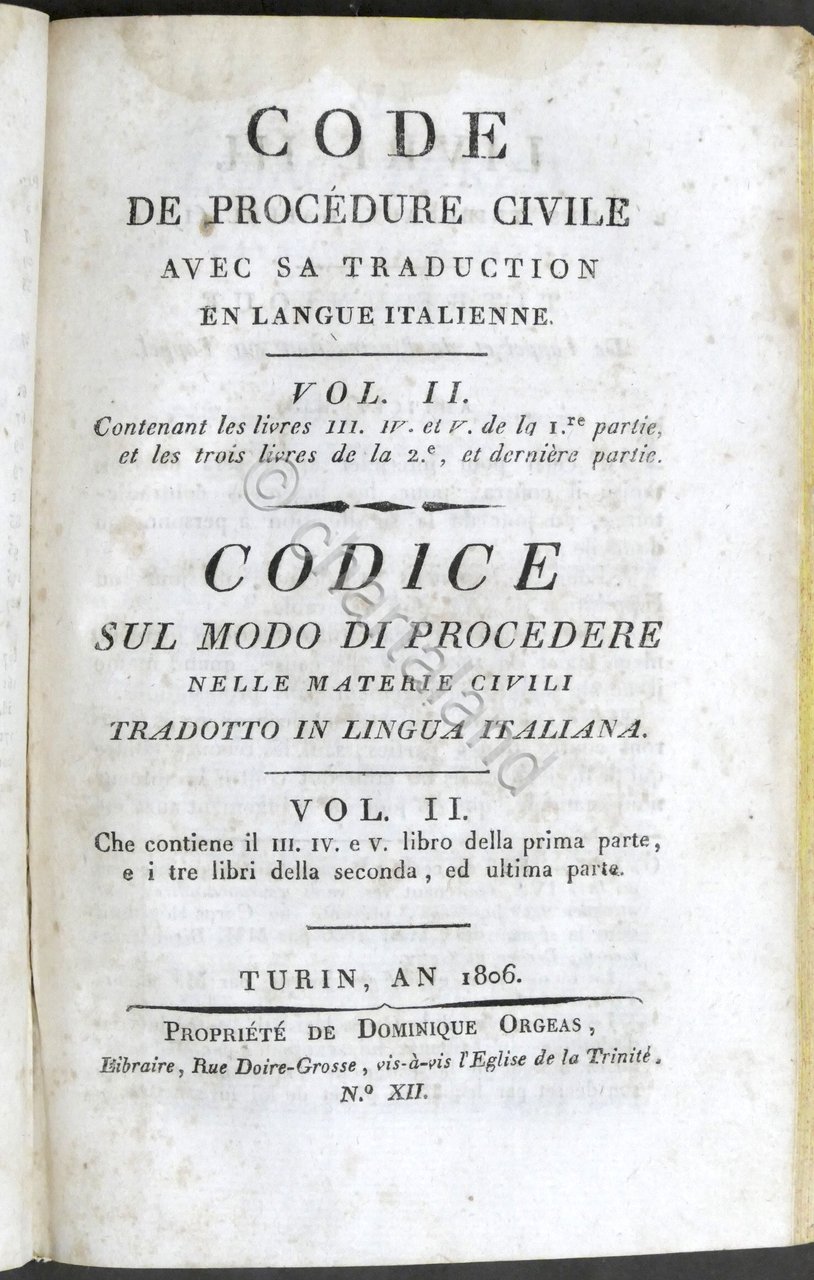 CODE
DE PROCÉDURE CIVILE
AVEC SA TRADUCTION
EN LANGUE ITALIENNE.
VOL. II.
Contenant les livres III. IV. et V. de la 1.re partie,
et les trois livres de la 2.e, et dernière partie.
CODICE
SUL MODO DI PROCEDERE
NELLE MATERIE CIVILI
TRADOTTO IN LINGUA ITALIANA.
VOL. II.
Che contiene il III. IV. e V. libro della prima parte,
e i tre libri della seconda, ed ultima parte.
TURIN, AN 1806.
PROPRIÉTÉ DE DOMINIQUE ORGEAS,
Libraire, Rue Doire-Grosse, vis-à-vis l'Eglise de la Trinité.
N.º XII.
© chartaland